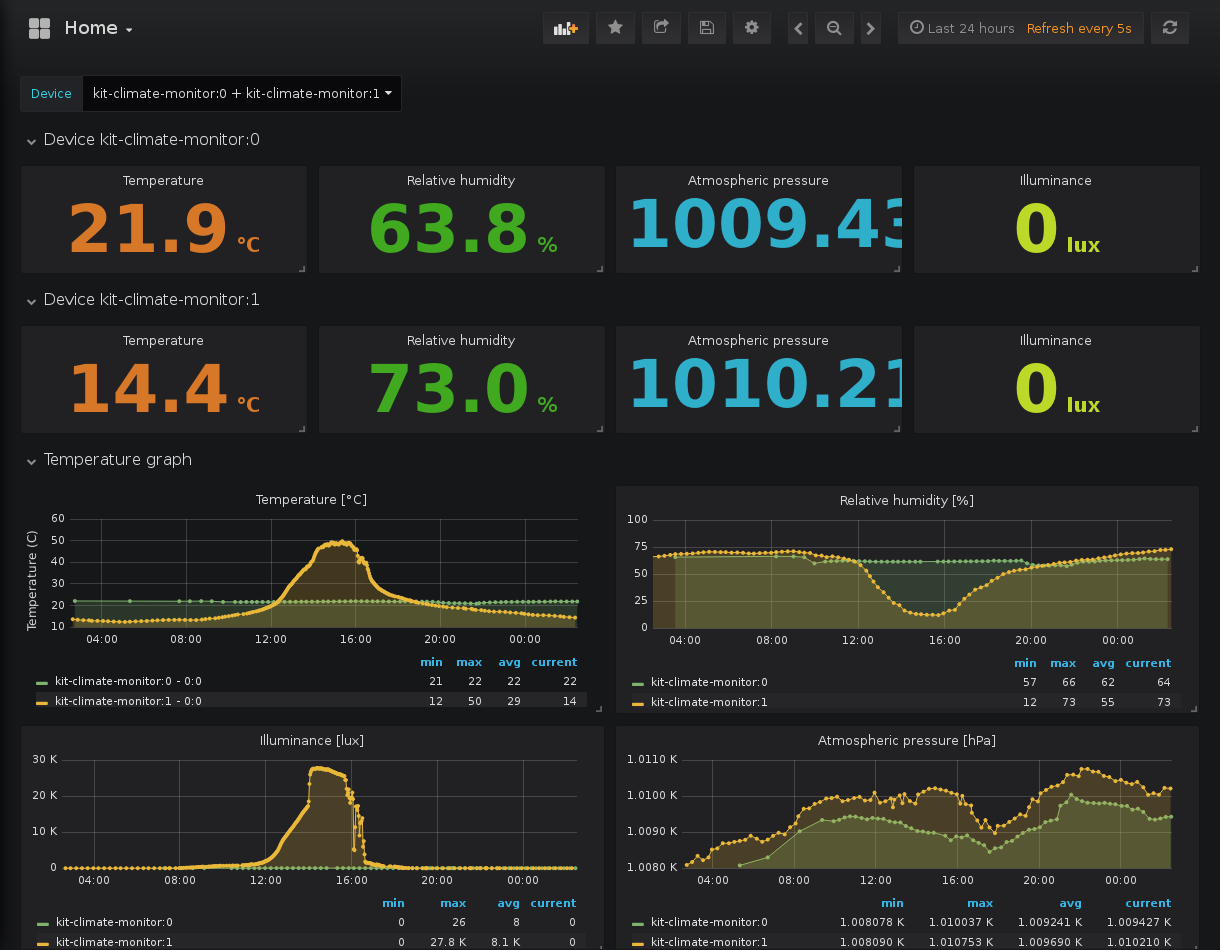 Home
Last 24 hours Refresh every 5s
Device kit-climate-monitor:0 + kit-climate-monitor:1
Device kit-climate-monitor:0
Temperature Relative humidity Atmospheric pressure Illuminance
21.9 °C 63.8 % 1009.43 0 lux
Device kit-climate-monitor:1
Temperature Relative humidity Atmospheric pressure Illuminance
14.4 °C 73.0 % 1010.21 0 lux
Temperature graph
Temperature [°C]
Temperature (C)
60
50
40
30
20
10
04:00 08:00 12:00 16:00 20:00 00:00
min max avg current
kit-climate-monitor:0 - 0:0 21 22 22 22
kit-climate-monitor:1 - 0:0 12 50 29 14
Relative humidity [%]
100
75
50
25
0
04:00 08:00 12:00 16:00 20:00 00:00
min max avg current
kit-climate-monitor:0 57 66 62 64
kit-climate-monitor:1 12 73 55 73
Illuminance [lux]
30 K
20 K
10 K
0
04:00 08:00 12:00 16:00 20:00 00:00
min max avg current
kit-climate-monitor:0 0 26 8 0
kit-climate-monitor:1 0 27.8 K 8.1 K 0
Atmospheric pressure [hPa]
1.0110 K
1.0100 K
1.0090 K
1.0080 K
04:00 08:00 12:00 16:00 20:00 00:00
min max avg current
kit-climate-monitor:0 1.008078 K 1.010037 K 1.009241 K 1.009427 K
kit-climate-monitor:1 1.008090 K 1.010753 K 1.009690 K 1.010210 K